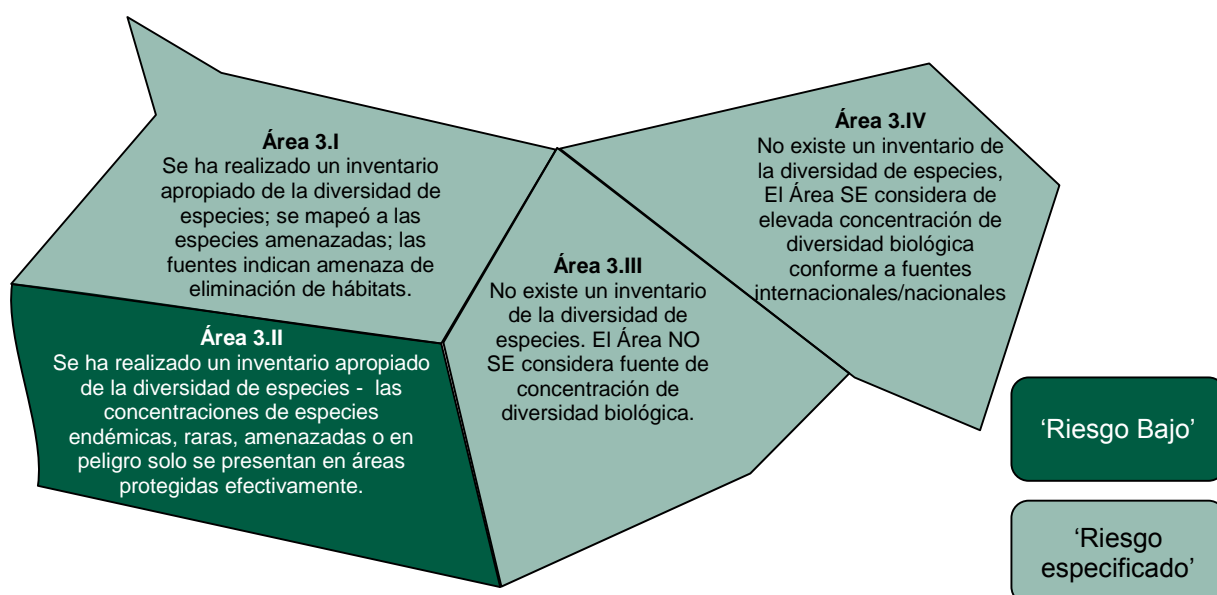 Área 3.I
Se ha realizado un inventario
apropiado de la diversidad de
especies; se mapeó a las
especies amenazadas; las
fuentes indican amenaza de
eliminación de hábitats.
Área 3.II
Se ha realizado un inventario apropiado
de la diversidad de especies - las
concentraciones de especies
endémicas, raras, amenazadas o en
peligro solo se presentan en áreas
protegidas efectivamente.
Área 3.III
No existe un inventario
de la diversidad de
especies. El Área NO
SE considera fuente de
concentración de
diversidad biológica.
Área 3.IV
No existe un inventario de
la diversidad de especies,
El Área SE considera de
elevada concentración de
diversidad biológica
conforme a fuentes
internacionales/nacionales
‘Riesgo Bajo’
‘Riesgo
especificado’